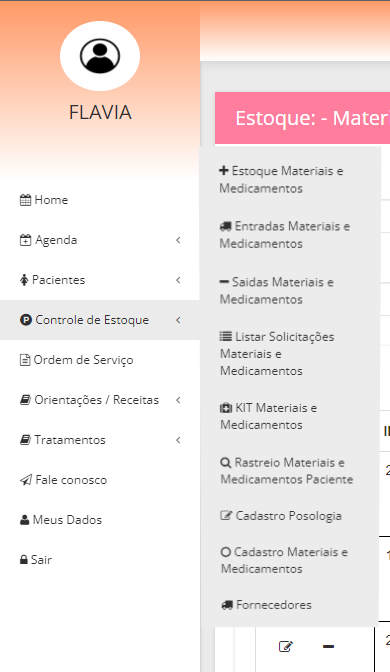 FLAVIA
Home
Agenda
Pacientes
Controle de Estoque
Ordem de Serviço
Orientações / Receitas
Tratamentos
Fale conosco
Meus Dados
Sair
Estoque: - Mater
Estoque Materiais e
Medicamentos
Entradas Materiais e
Medicamentos
Saidas Materiais e
Medicamentos
Listar Solicitações
Materiais e
Medicamentos
KIT Materiais e
Medicamentos
Rastreio Materiais e
Medicamentos Paciente
Cadastro Posologia
Cadastro Materiais e
Medicamentos
Fornecedores